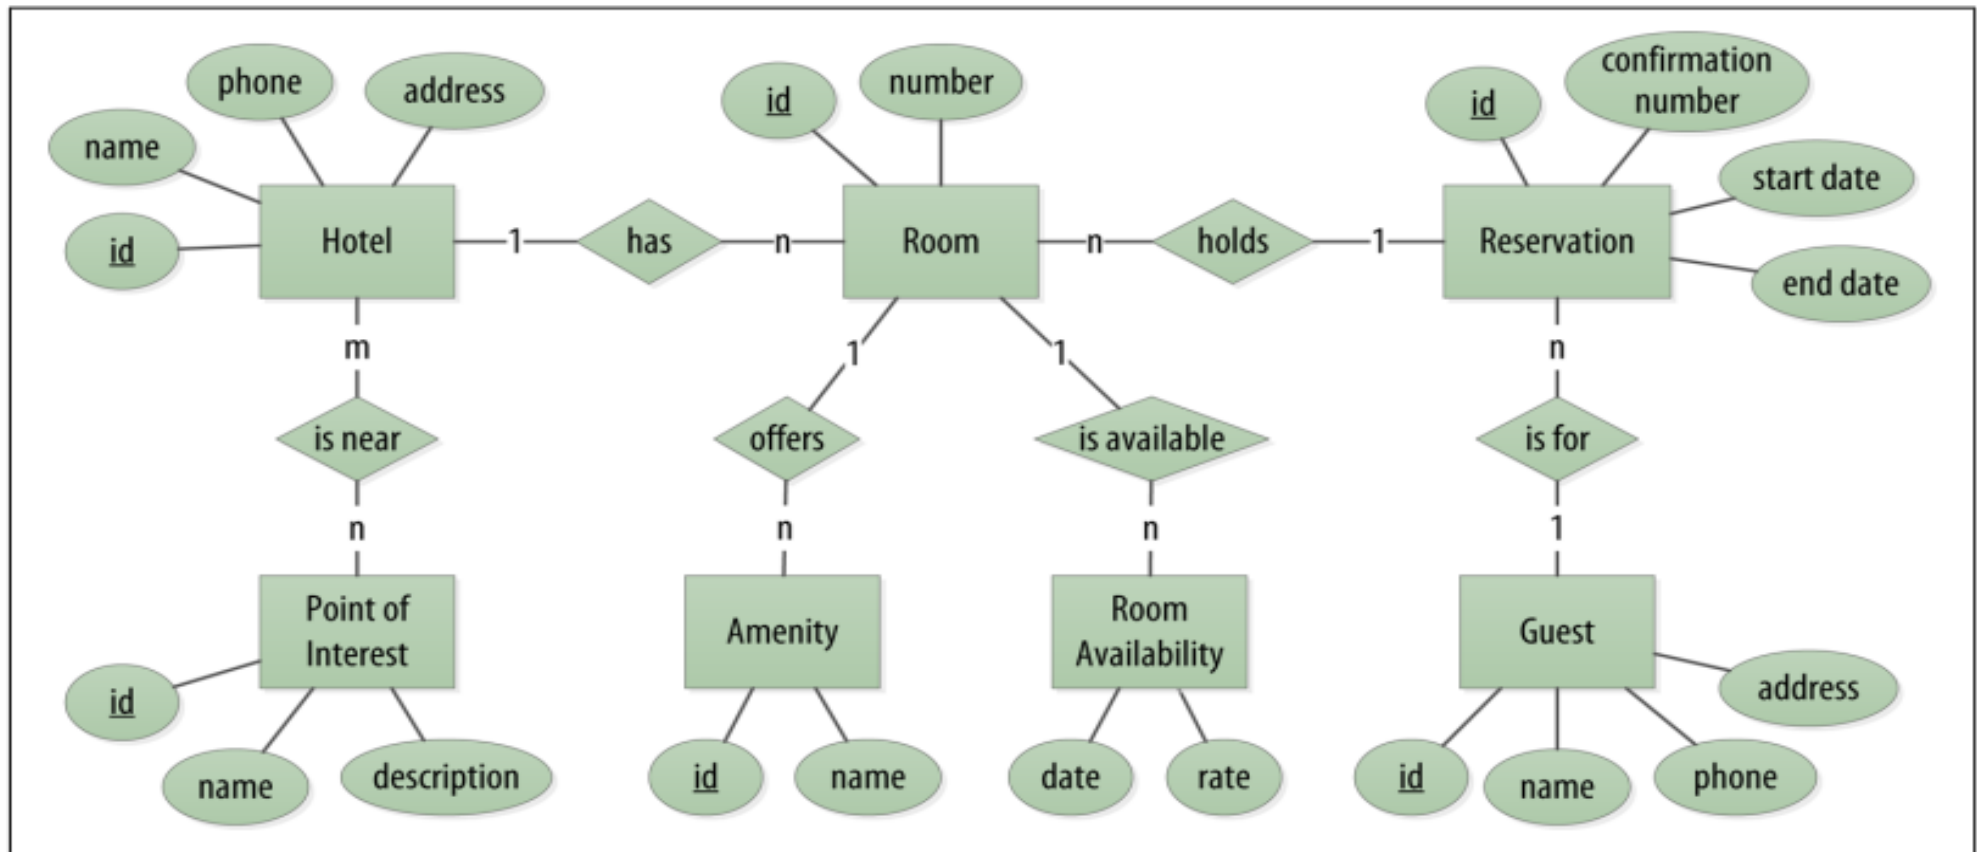 phone
address
name
id
Hotel
1
has
n
id
number
Room
n
holds
1
id
confirmation
number
start date
end date
Reservation
m
is near
n
1
offers
n
1
is available
n
n
is for
1
Point of
Interest
id
name
description
Amenity
id
name
Room
Availability
date
rate
Guest
address
id
name
phone